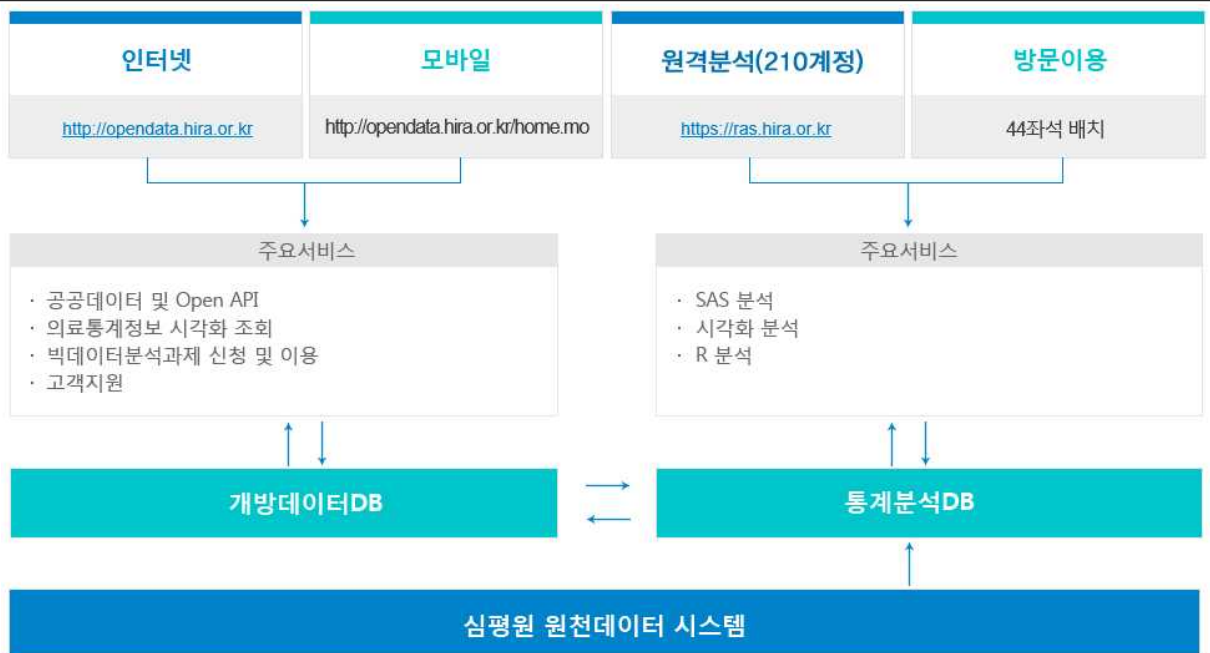 인터넷
모바일
원격분석(210계정)
방문이용
http://opendata.hira.or.kr
http://opendata.hira.or.kr/home.mo
https://ras.hira.or.kr
44좌석 배치
주요서비스
· 공공데이터 및 Open API
· 의료통계정보 시각화 조회
· 빅데이터분석과제 신청 및 이용
· 고객지원
주요서비스
· SAS 분석
· 시각화 분석
· R 분석
개방데이터DB
통계분석DB
심평원 원천데이터 시스템